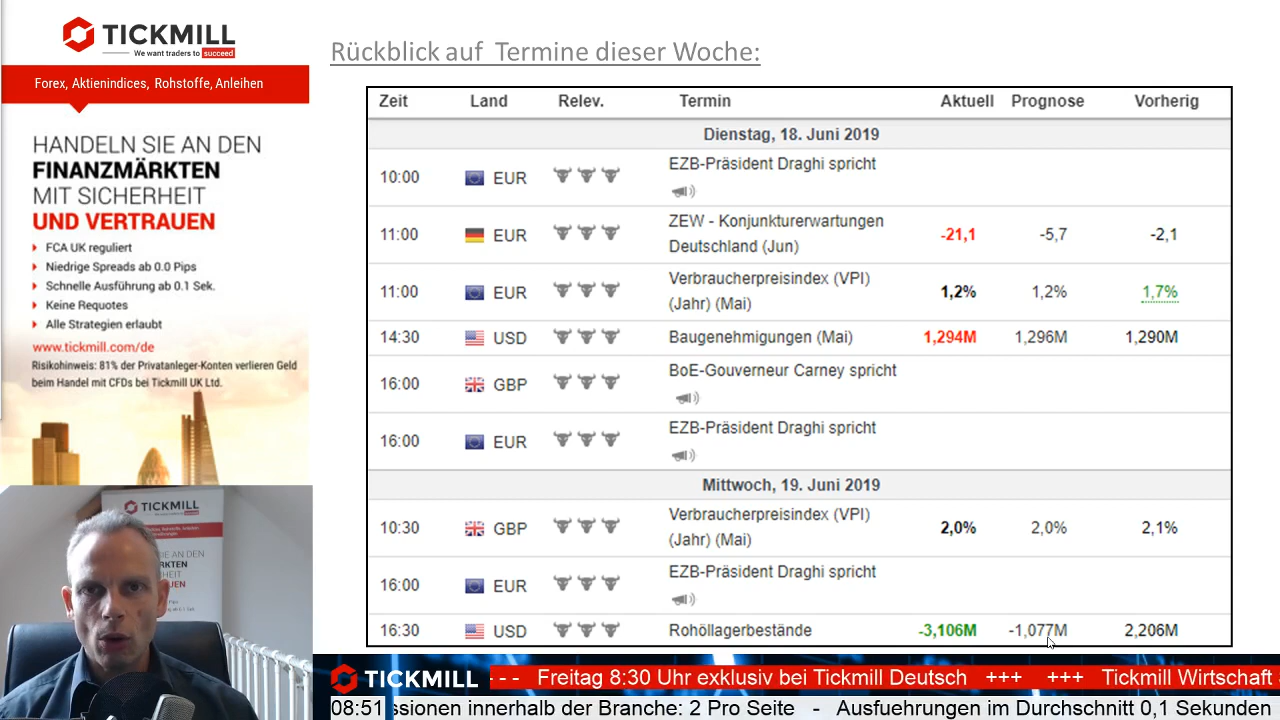 TICKMILL
We want traders to succeed
Forex, Aktienindices, Rohstoffe, Anleihen
HANDELN SIE AN DEN
FINANZMÄRKTEN
MIT SICHERHEIT
UND VERTRAUEN
FCA UK reguliert
Niedrige Spreads ab 0.0 Pips
Schnelle Ausführung ab 0.1 Sek.
Keine Requotes
Alle Strategien erlaubt
www.tickmill.com/de
Risikohinweis: 81% der Privatanleger-Konten verlieren Geld
beim Handel mit CFDs bei Tickmill UK Ltd.
TICKMILL
SIE AN DEN
RKTEN
HEIT
UEN
Rückblick auf Termine dieser Woche:
Zeit Land Relev. Termin Aktuell Prognose Vorherig
Dienstag, 18. Juni 2019
10:00 EUR EZB-Präsident Draghi spricht
11:00 EUR ZEW - Konjunkturerwartungen
Deutschland (Jun) -21,1 -5,7 -2,1
11:00 EUR Verbraucherpreisindex (VPI)
(Jahr) (Mai) 1,2% 1,2% 1,7%
14:30 USD Baugenehmigungen (Mai) 1,294M 1,296M 1,290M
16:00 GBP BoE-Gouverneur Carney spricht
16:00 EUR EZB-Präsident Draghi spricht
Mittwoch, 19. Juni 2019
10:30 GBP Verbraucherpreisindex (VPI)
(Jahr) (Mai) 2,0% 2,0% 2,1%
16:00 EUR EZB-Präsident Draghi spricht
16:30 USD Rohöllagerbestände -3,106M -1,077M 2,206M
TICKMILL - - - Freitag 8:30 Uhr exklusiv bei Tickmill Deutsch +++ +++ Tickmill Wirtschaft
08:51 ssionen innerhalb der Branche: 2 Pro Seite - Ausfuehrungen im Durchschnitt 0,1 Sekunden